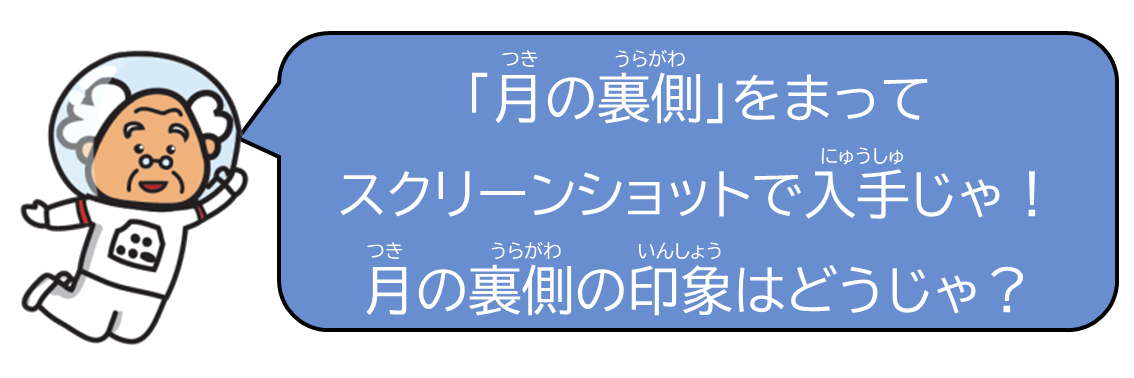 つき うらがわ
「月の裏側」をまって
にゅうしゅ
スクリーンショットで入手じゃ！
つき うらがわ いんしょう
月の裏側の印象はどうじゃ？